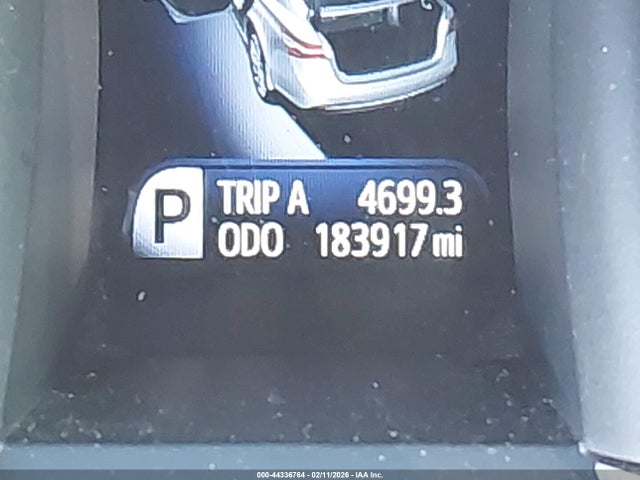 P
TRIP A 4699.3
ODO 183917 mi
000-44336764 - 02/11/2026 - IAA Inc.